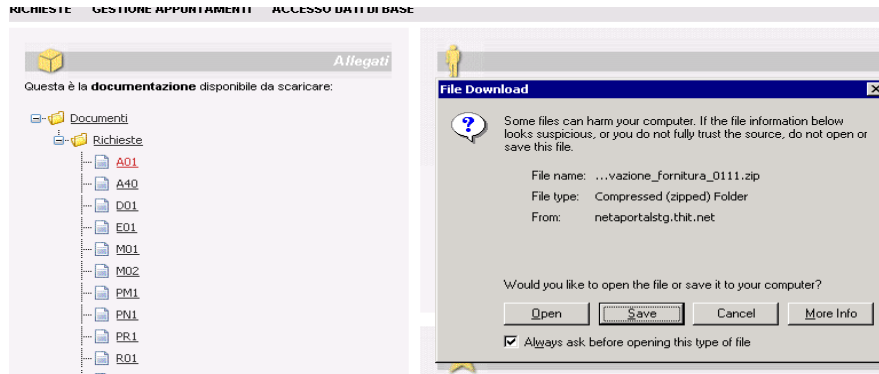 RICHIESTE GESTIONE APPUNTAMENTI ACCESSO DATI DI BASE
Allegati
Questa è la documentazione disponibile da scaricare:
Documenti
Richieste
A01
A40
D01
E01
M01
M02
PM1
PN1
PR1
R01
File Download
Some files can harm your computer. If the file information below
looks suspicious, or you do not fully trust the source, do not open or
save this file.
File name: ...vazione_fornitura_0111.zip
File type: Compressed (zipped) Folder
From: netaportalstg.thit.net
Would you like to open the file or save it to your computer?
Open Save Cancel More Info
Always ask before opening this type of file